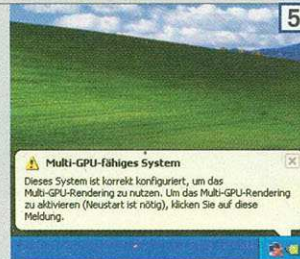 5
Multi-GPU-fähiges System
Dieses System ist korrekt konfiguriert, um das
Multi-GPU-Rendering zu nutzen. Um das Multi-GPU-Rendering
zu aktivieren (Neustart ist nötig), klicken Sie auf diese
Meldung.